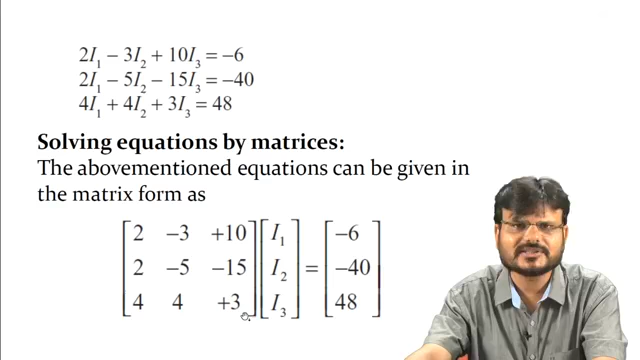 2I₁ − 3I₂ + 10I₃ = −6
2I₁ − 5I₂ − 15I₃ = −40
4I₁ + 4I₂ + 3I₃ = 48
Solving equations by matrices:
The abovementioned equations can be given in
the matrix form as
[2 −3 +10] [I₁] [−6]
[2 −5 −15] [I₂] = [−40]
[4 4 +3] [I₃] [48]